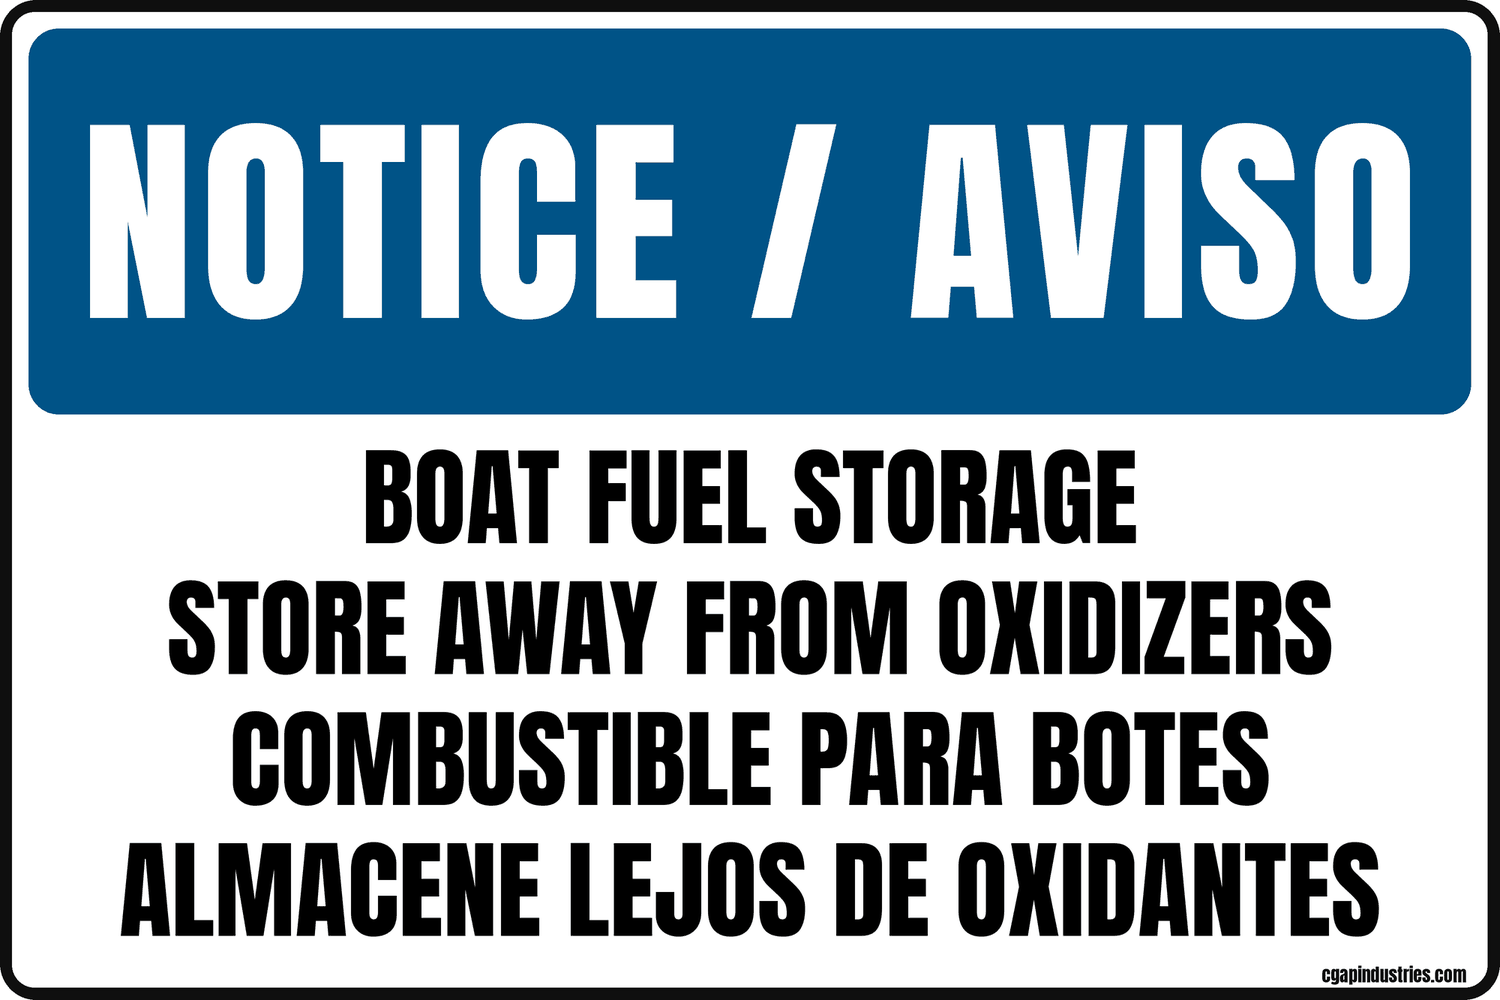 NOTICE / AVISO
BOAT FUEL STORAGE
STORE AWAY FROM OXIDIZERS
COMBUSTIBLE PARA BOTES
ALMACENE LEJOS DE OXIDANTES
cgapindustries.com